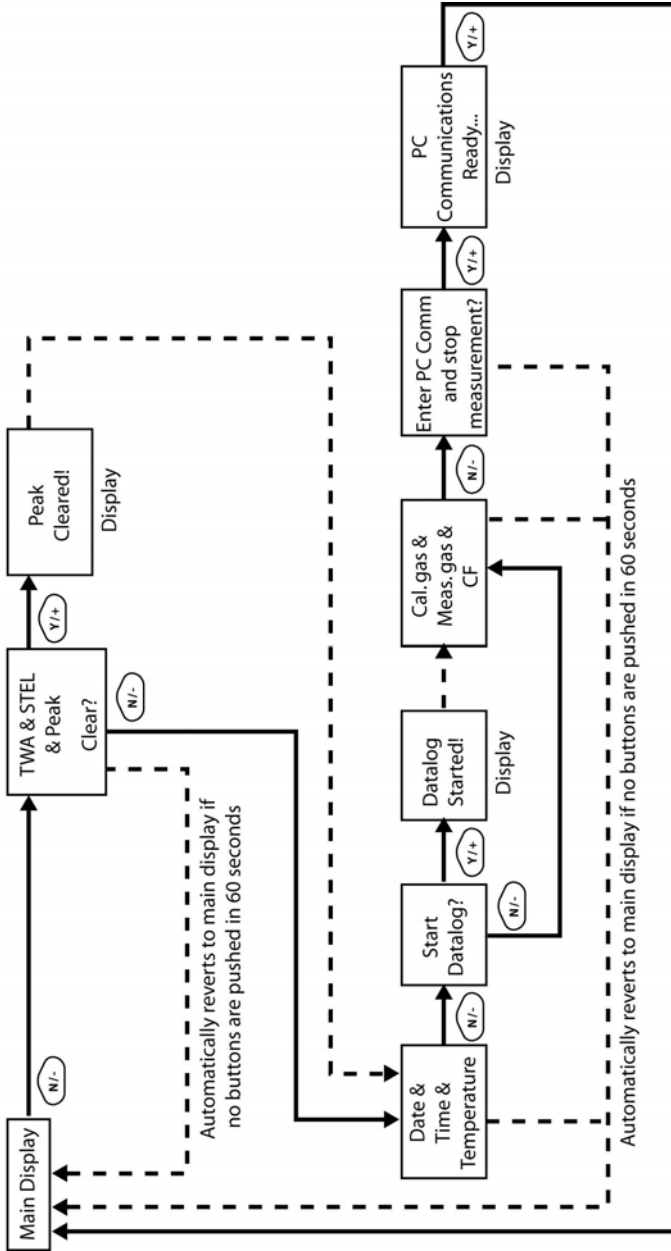 Main Display
N/-
TWA & STEL
& Peak
Clear?
Y/+
Peak
Cleared!
Display
N/-
Automatically reverts to main display if
no buttons are pushed in 60 seconds
Date &
Time &
Temperature
N/-
Start
Datalog?
Y/+
Datalog
Started!
Display
N/-
Cal. gas &
Meas. gas &
CF
N/-
Enter PC Comm
and stop
measurement?
Y/+
PC
Communications
Ready...
Display
Y/+
Automatically reverts to main display if no buttons are pushed in 60 seconds